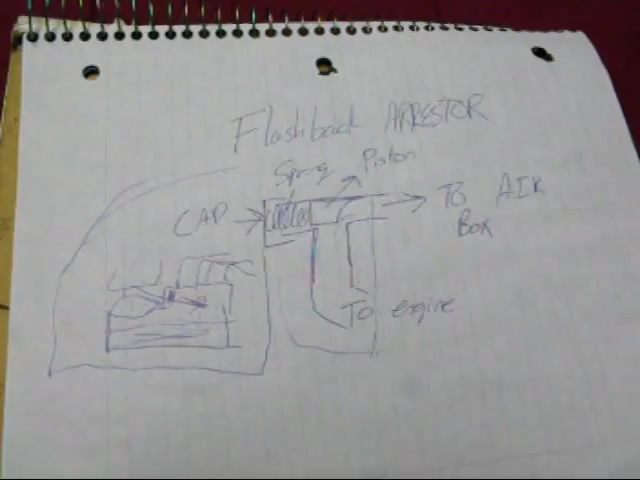 Flashback ARRESTOR
Spring
Piston
CAP
TO AIR
Box
To engine